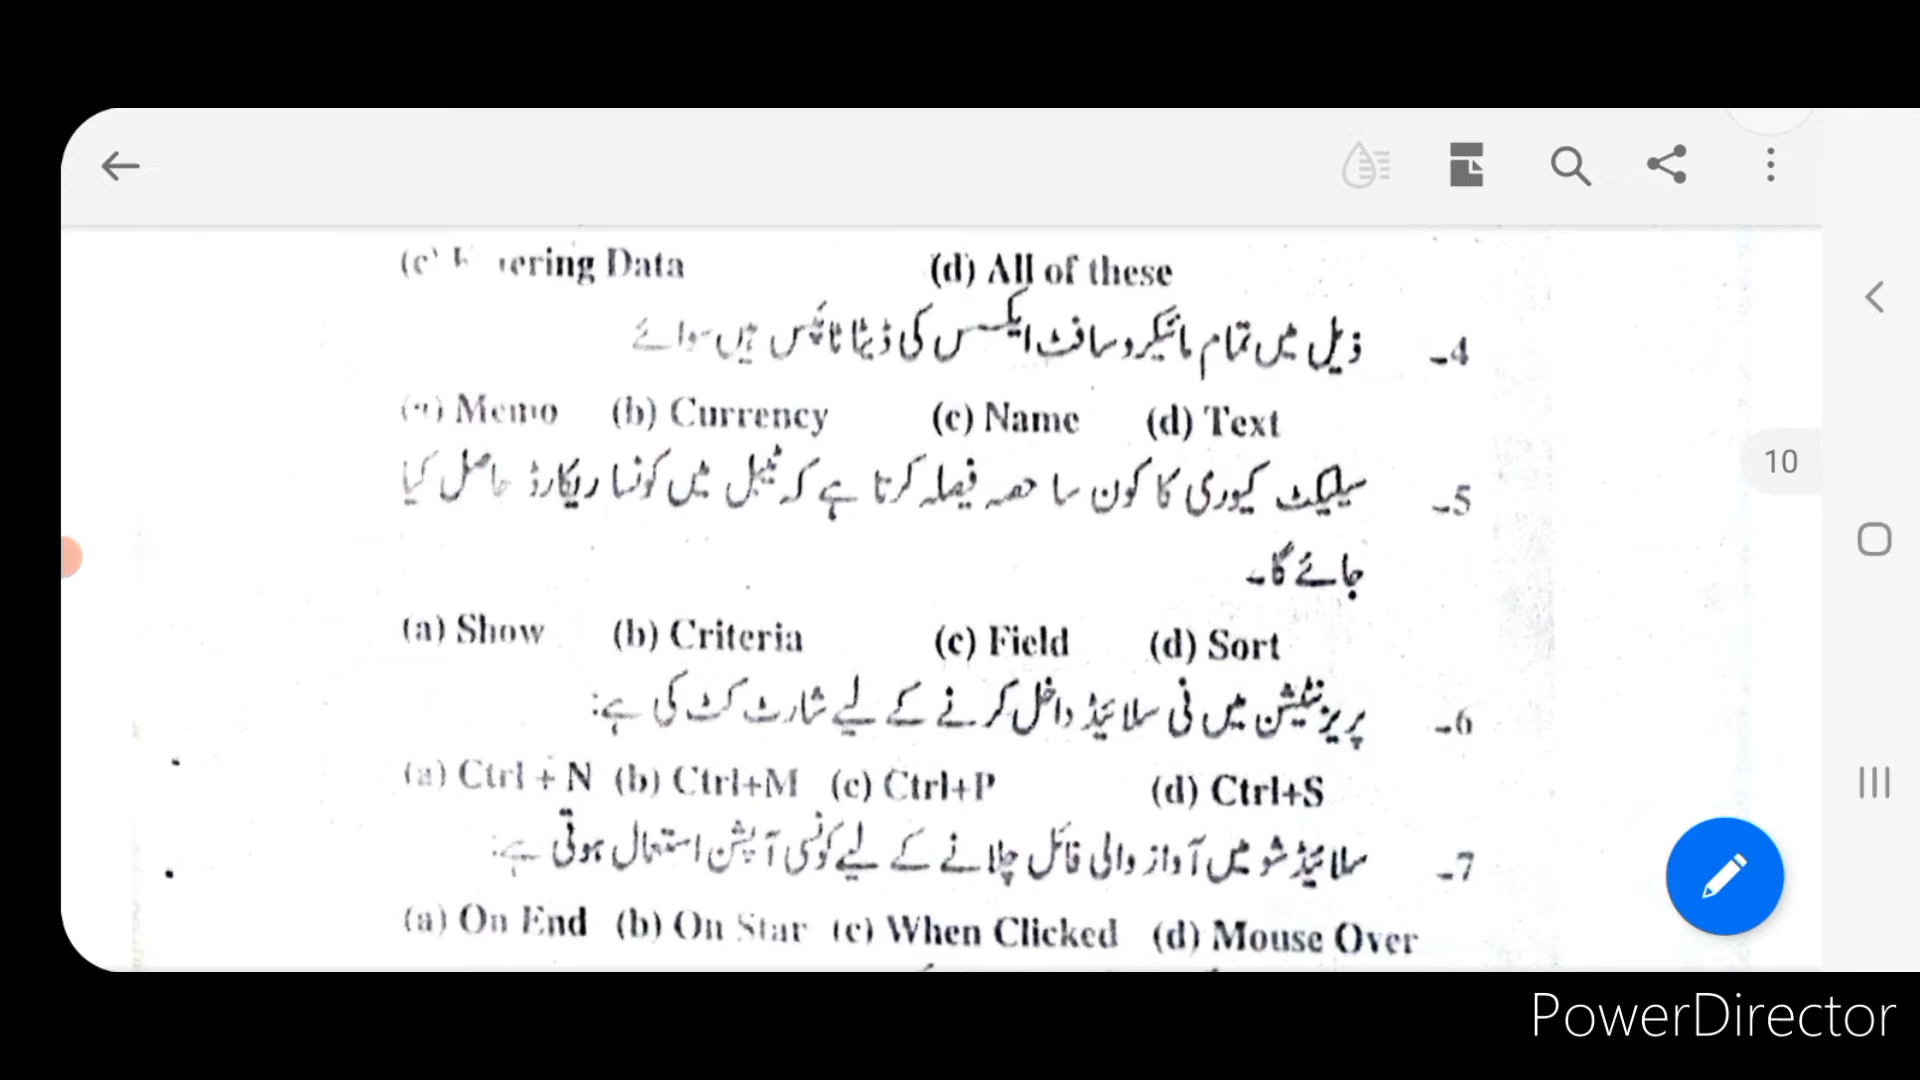 ering Data (d) All of these
4- ذیل میں تمام مائیکروسافٹ ایکسس کی ڈیٹا ٹائپس ہیں سوائے
(a) Memo (b) Currency (c) Name (d) Text
5- سیلیکٹ کیوری کا کون سا حصہ فیصلہ کرتا ہے کہ ٹیبل میں کونسا ریکارڈ حاصل کیا
جائے گا۔
(a) Show (b) Criteria (c) Field (d) Sort
6- پریزنٹیشن میں نی سلائیڈ داخل کرنے کے لیے شارٹ کٹ کی ہے:
(a) Ctrl + N (b) Ctrl+M (c) Ctrl+P (d) Ctrl+S
7- سلائیڈ شو میں آواز والی فائل چلانے کے لیے کونسی آپشن استعمال ہوتی ہے:
(a) On End (b) On Star (c) When Clicked (d) Mouse Over
10
PowerDirector